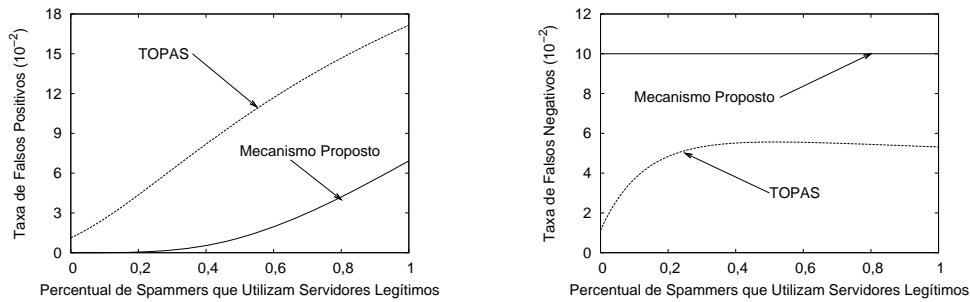 Taxa de Falsos Positivos (10⁻²)
18
15
12
9
6
3
0
TOPAS
Mecanismo Proposto
0 0,2 0,4 0,6 0,8 1
Percentual de Spammers que Utilizam Servidores Legítimos
Taxa de Falsos Negativos (10⁻²)
12
10
8
6
4
2
0
Mecanismo Proposto
TOPAS
0 0,2 0,4 0,6 0,8 1
Percentual de Spammers que Utilizam Servidores Legítimos